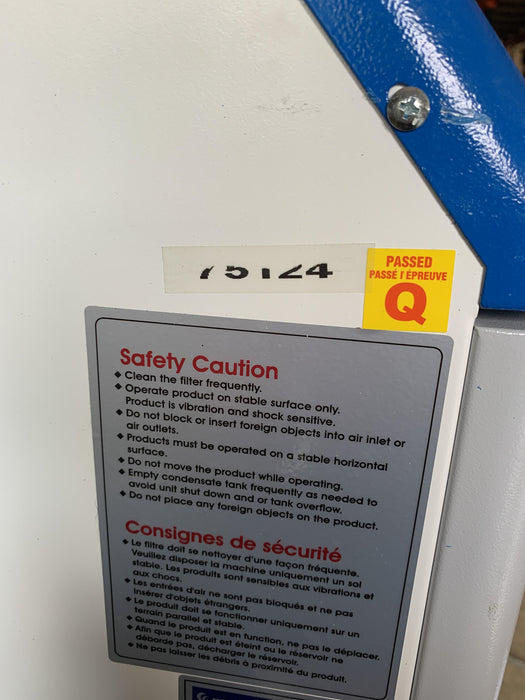 75124
PASSED
PASSÉ l'ÉPREUVE
Q
Safety Caution
◆ Clean the filter frequently.
◆ Operate product on stable surface only.
Product is vibration and shock sensitive.
◆ Do not block or insert foreign objects into air inlet or
air outlets.
◆ Products must be operated on a stable horizontal
surface.
◆ Do not move the product while operating.
◆ Empty condensate tank frequently as needed to
avoid unit shut down and or tank overflow.
◆ Do not place any foreign objects on the product.
Consignes de sécurité
◆ Le filtre doit se nettoyer d'une façon fréquente.
Veuillez disposer la machine uniquement un sol
stable. Les produits sont sensibles aux vibrations et
aux chocs.
◆ Les entrées d'air ne sont pas bloqués et ne pas
insérer d'objets étrangers.
◆ Le produit doit se fonctionner uniquement sur un
terrain parallel et stable.
◆ Quand le produit est en function, ne pas le déplacer.
◆ Afin que le produit est éteint ou le réservoir ne
déborde pas, décharger le réservoir.
◆ Ne pas laisser les débris à proximité du produit.